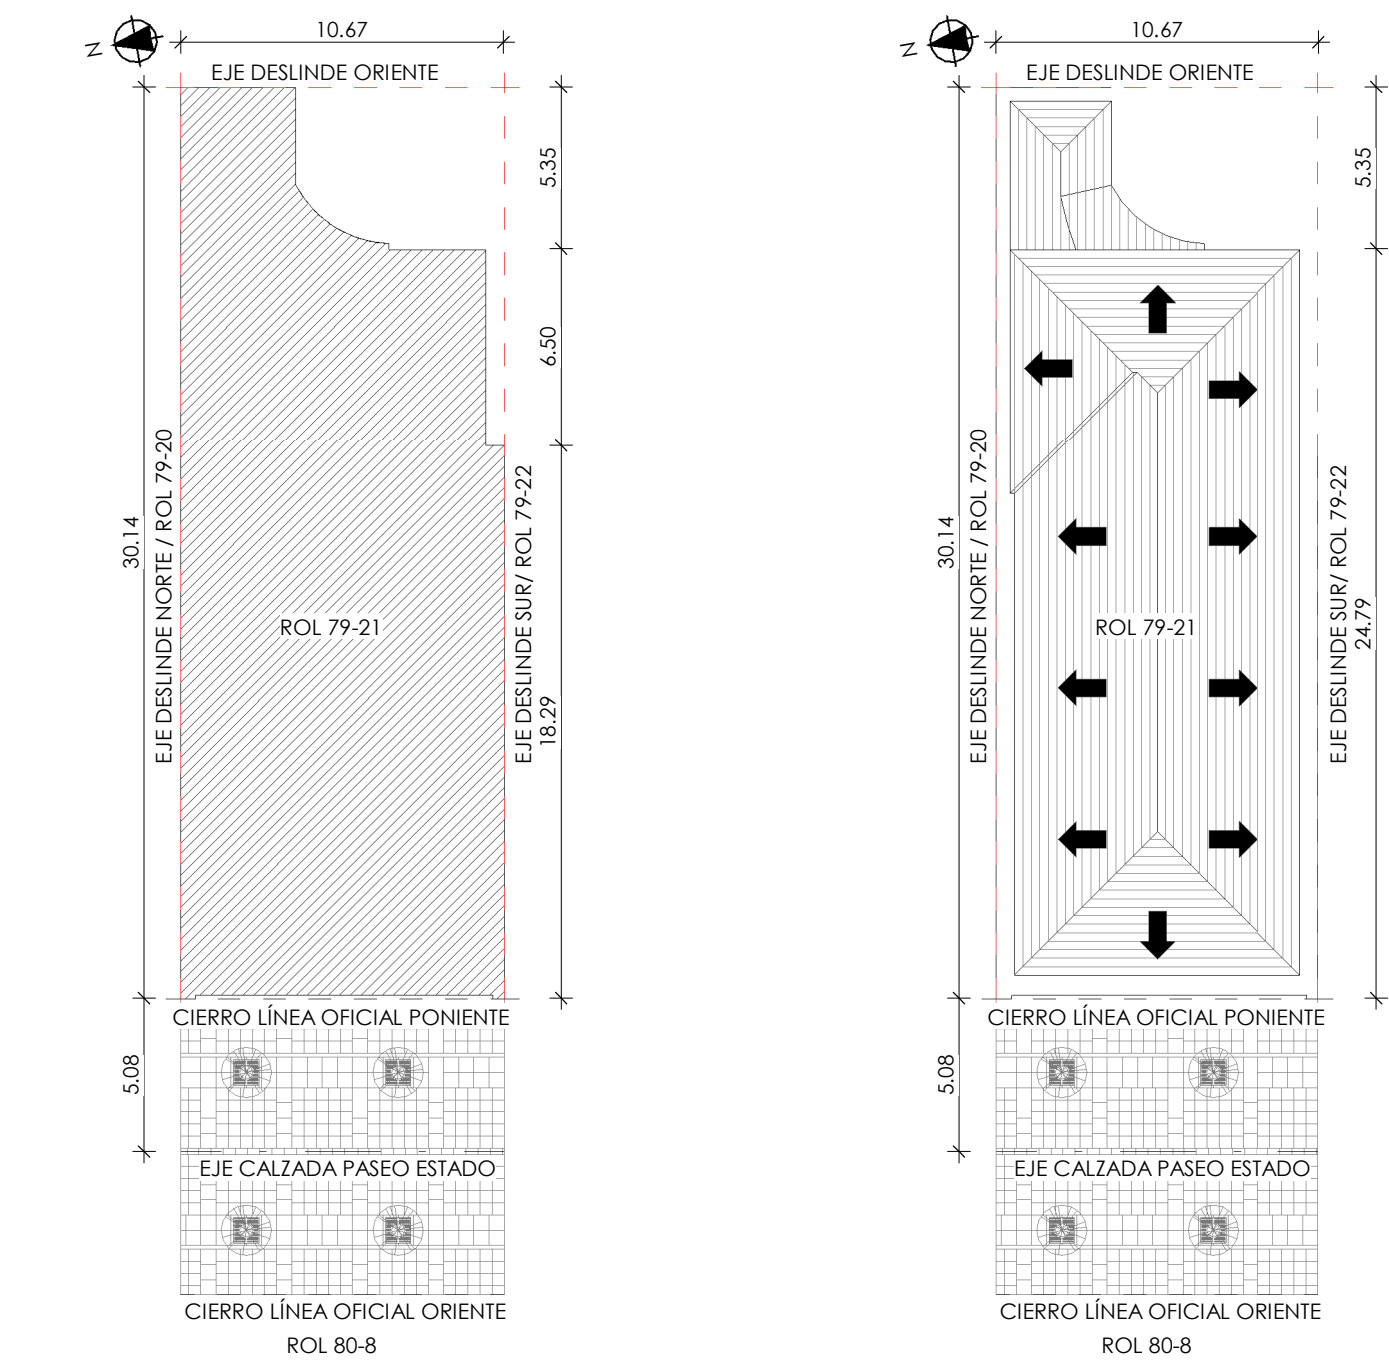 N
10.67
EJE DESLINDE ORIENTE
5.35
6.50
30.14
EJE DESLINDE NORTE / ROL 79-20
ROL 79-21
EJE DESLINDE SUR/ ROL 79-22
18.29
CIERRO LÍNEA OFICIAL PONIENTE
5.08
EJE CALZADA PASEO ESTADO
CIERRO LÍNEA OFICIAL ORIENTE
ROL 80-8
N
10.67
EJE DESLINDE ORIENTE
5.35
30.14
EJE DESLINDE NORTE / ROL 79-20
ROL 79-21
EJE DESLINDE SUR/ ROL 79-22
24.79
CIERRO LÍNEA OFICIAL PONIENTE
5.08
EJE CALZADA PASEO ESTADO
CIERRO LÍNEA OFICIAL ORIENTE
ROL 80-8